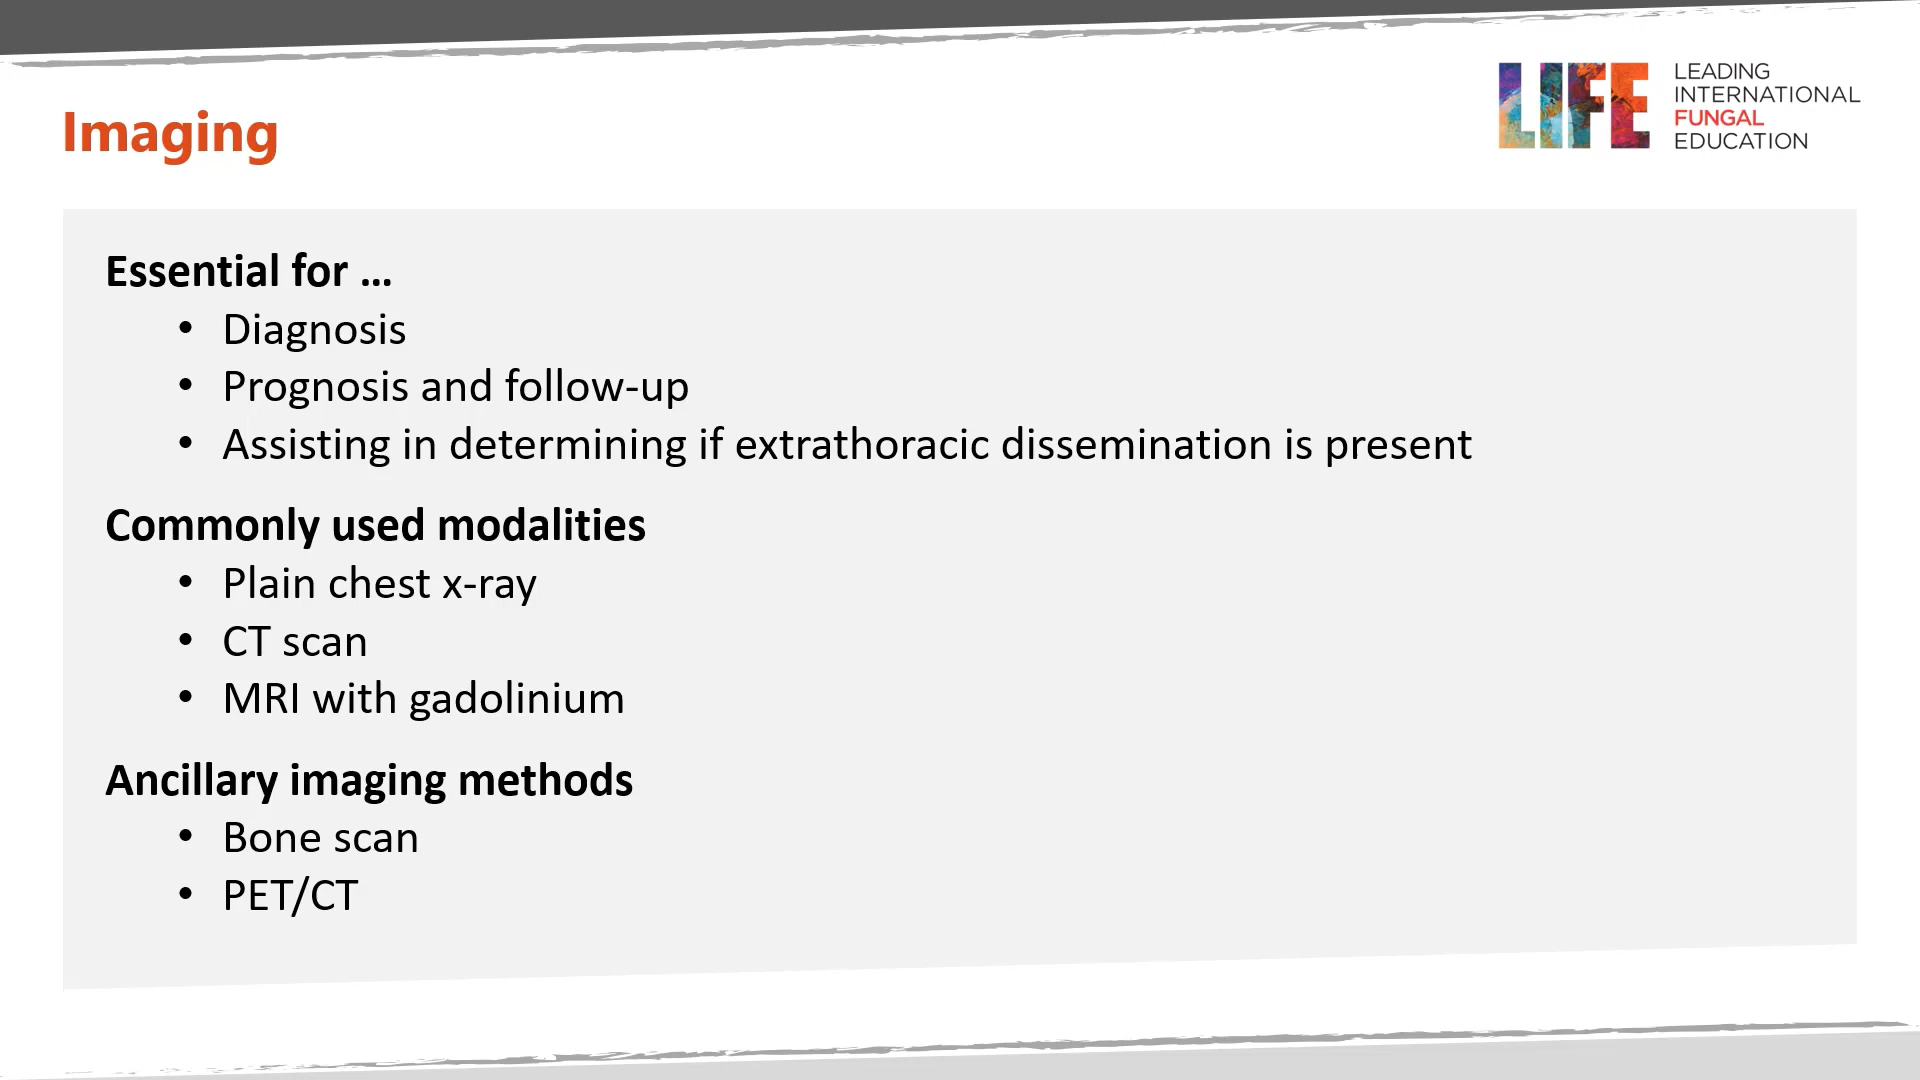 LIFE
LEADING
INTERNATIONAL
FUNGAL
EDUCATION
Imaging
Essential for ...
• Diagnosis
• Prognosis and follow-up
• Assisting in determining if extrathoracic dissemination is present
Commonly used modalities
• Plain chest x-ray
• CT scan
• MRI with gadolinium
Ancillary imaging methods
• Bone scan
• PET/CT